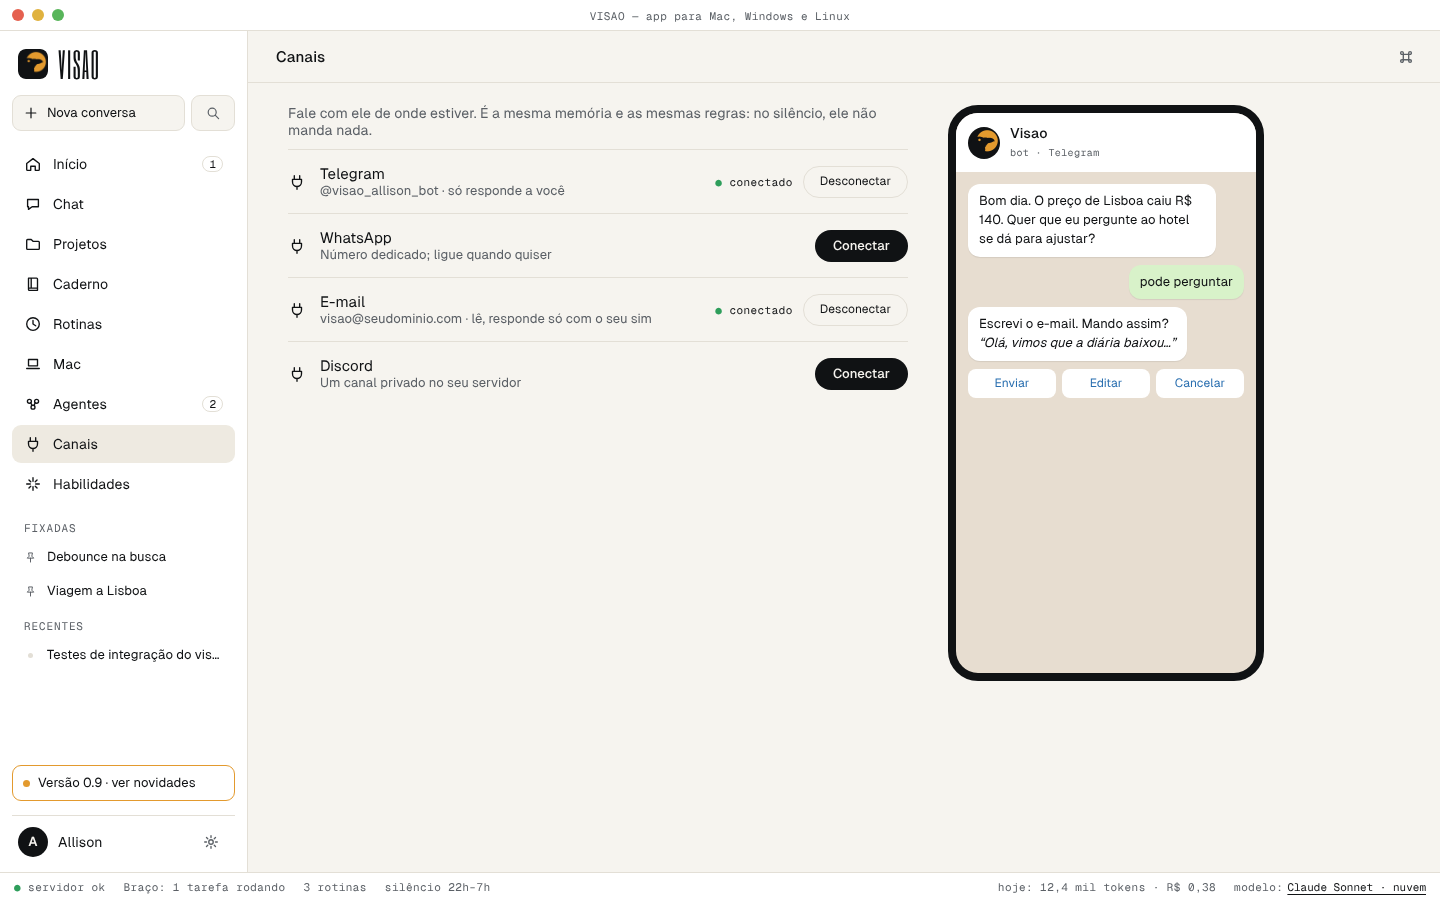 VISAO — app para Mac, Windows e Linux
VISAO
Nova conversa
Início 1
Chat
Projetos
Caderno
Rotinas
Mac
Agentes 2
Canais
Habilidades
FIXADAS
Debounce na busca
Viagem a Lisboa
RECENTES
Testes de integração do vis…
Versão 0.9 · ver novidades
A Allison
Canais
Fale com ele de onde estiver. É a mesma memória e as mesmas regras: no silêncio, ele não
manda nada.
Telegram
@visao_allison_bot · só responde a você
conectado Desconectar
WhatsApp
Número dedicado; ligue quando quiser
Conectar
E-mail
visao@seudominio.com · lê, responde só com o seu sim
conectado Desconectar
Discord
Um canal privado no seu servidor
Conectar
Visao
bot · Telegram
Bom dia. O preço de Lisboa caiu R$
140. Quer que eu pergunte ao hotel
se dá para ajustar?
pode perguntar
Escrevi o e-mail. Mando assim?
“Olá, vimos que a diária baixou…”
Enviar Editar Cancelar
servidor ok Braço: 1 tarefa rodando 3 rotinas silêncio 22h–7h
hoje: 12,4 mil tokens · R$ 0,38 modelo: Claude Sonnet · nuvem